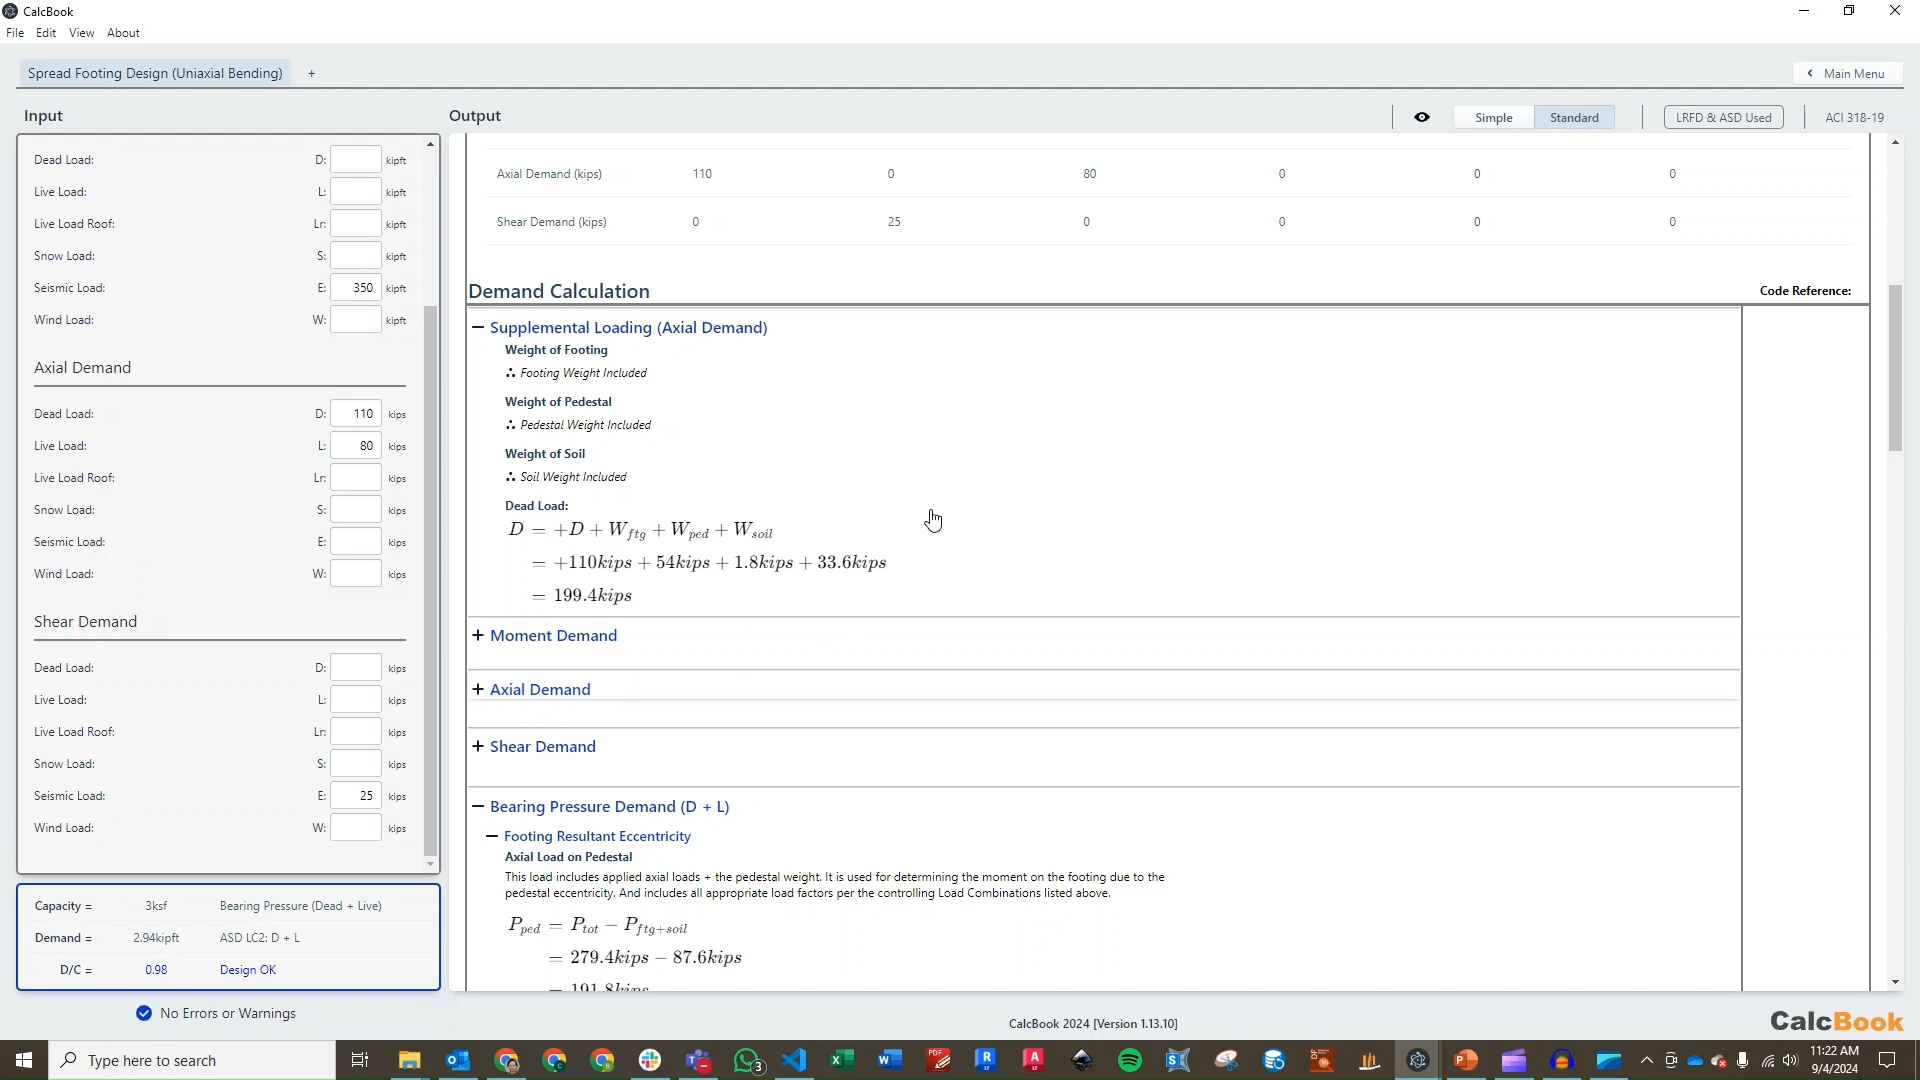 CalcBook
File Edit View About
Spread Footing Design (Uniaxial Bending) +
Main Menu
Input
Output
Simple Standard
LRFD & ASD Used
ACI 318-19
Dead Load: D: kipft
Live Load: L: kipft
Live Load Roof: Lr: kipft
Snow Load: S: kipft
Seismic Load: E: 350 kipft
Wind Load: W: kipft
Axial Demand
Dead Load: D: 110 kips
Live Load: L: 80 kips
Live Load Roof: Lr: kips
Snow Load: S: kips
Seismic Load: E: kips
Wind Load: W: kips
Shear Demand
Dead Load: D: kips
Live Load: L: kips
Live Load Roof: Lr: kips
Snow Load: S: kips
Seismic Load: E: 25 kips
Wind Load: W: kips
Capacity = 3ksf Bearing Pressure (Dead + Live)
Demand = 2.94kipft ASD LC2: D + L
D/C = 0.98 Design OK
No Errors or Warnings
Axial Demand (kips) 110 0 80 0 0 0
Shear Demand (kips) 0 25 0 0 0 0
Demand Calculation Code Reference:
− Supplemental Loading (Axial Demand)
Weight of Footing
∴ Footing Weight Included
Weight of Pedestal
∴ Pedestal Weight Included
Weight of Soil
∴ Soil Weight Included
Dead Load:
D = +D + W_ftg + W_ped + W_soil
= +110kips + 54kips + 1.8kips + 33.6kips
= 199.4kips
+ Moment Demand
+ Axial Demand
+ Shear Demand
− Bearing Pressure Demand (D + L)
− Footing Resultant Eccentricity
Axial Load on Pedestal
This load includes applied axial loads + the pedestal weight. It is used for determining the moment on the footing due to the
pedestal eccentricity. And includes all appropriate load factors per the controlling Load Combinations listed above.
P_ped = P_tot − P_ftg+soil
= 279.4kips − 87.6kips
= 191.8kips
CalcBook 2024 [Version 1.13.10]
CalcBook
Type here to search
3
11:22 AM
9/4/2024